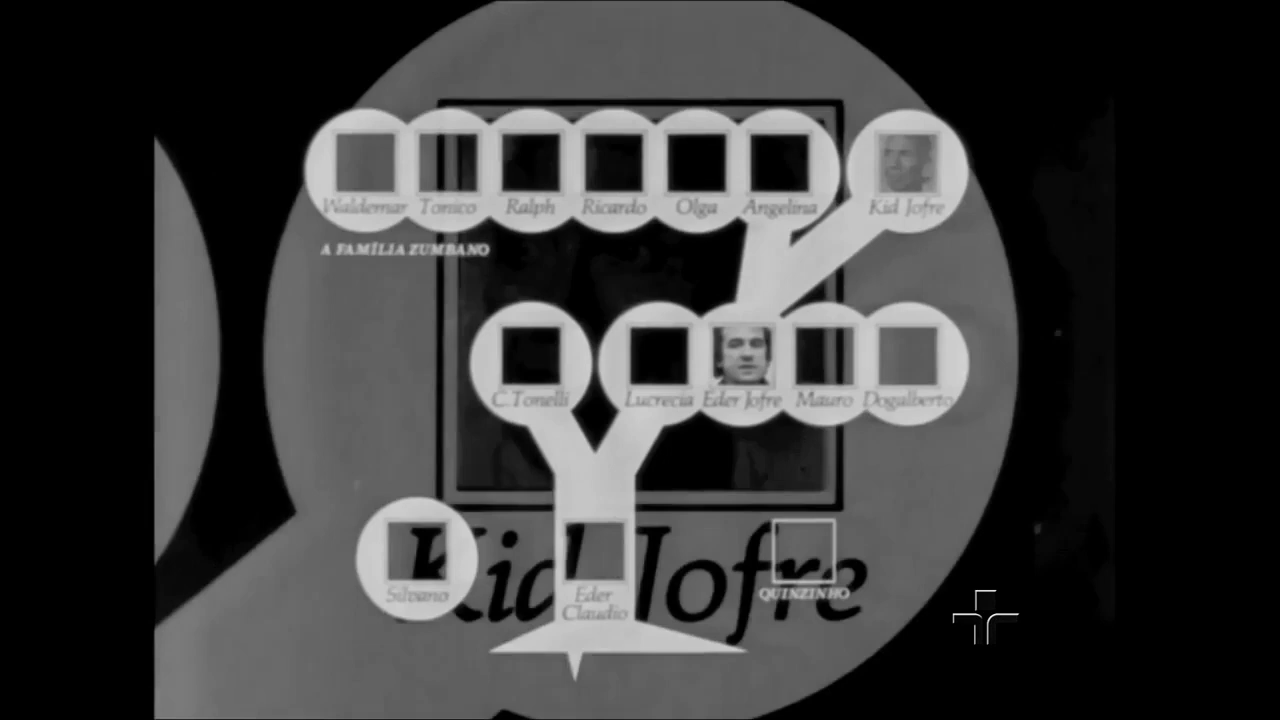 Waldemar Tonico Ralph Ricardo Olga Angelina Kid Jofre
A FAMÍLIA ZUMBANO
C.Tonelli Lucrecia Eder Jofre Mauro Dogalberto
Kid Jofre
Silvano Eder Claudio QUINZINHO